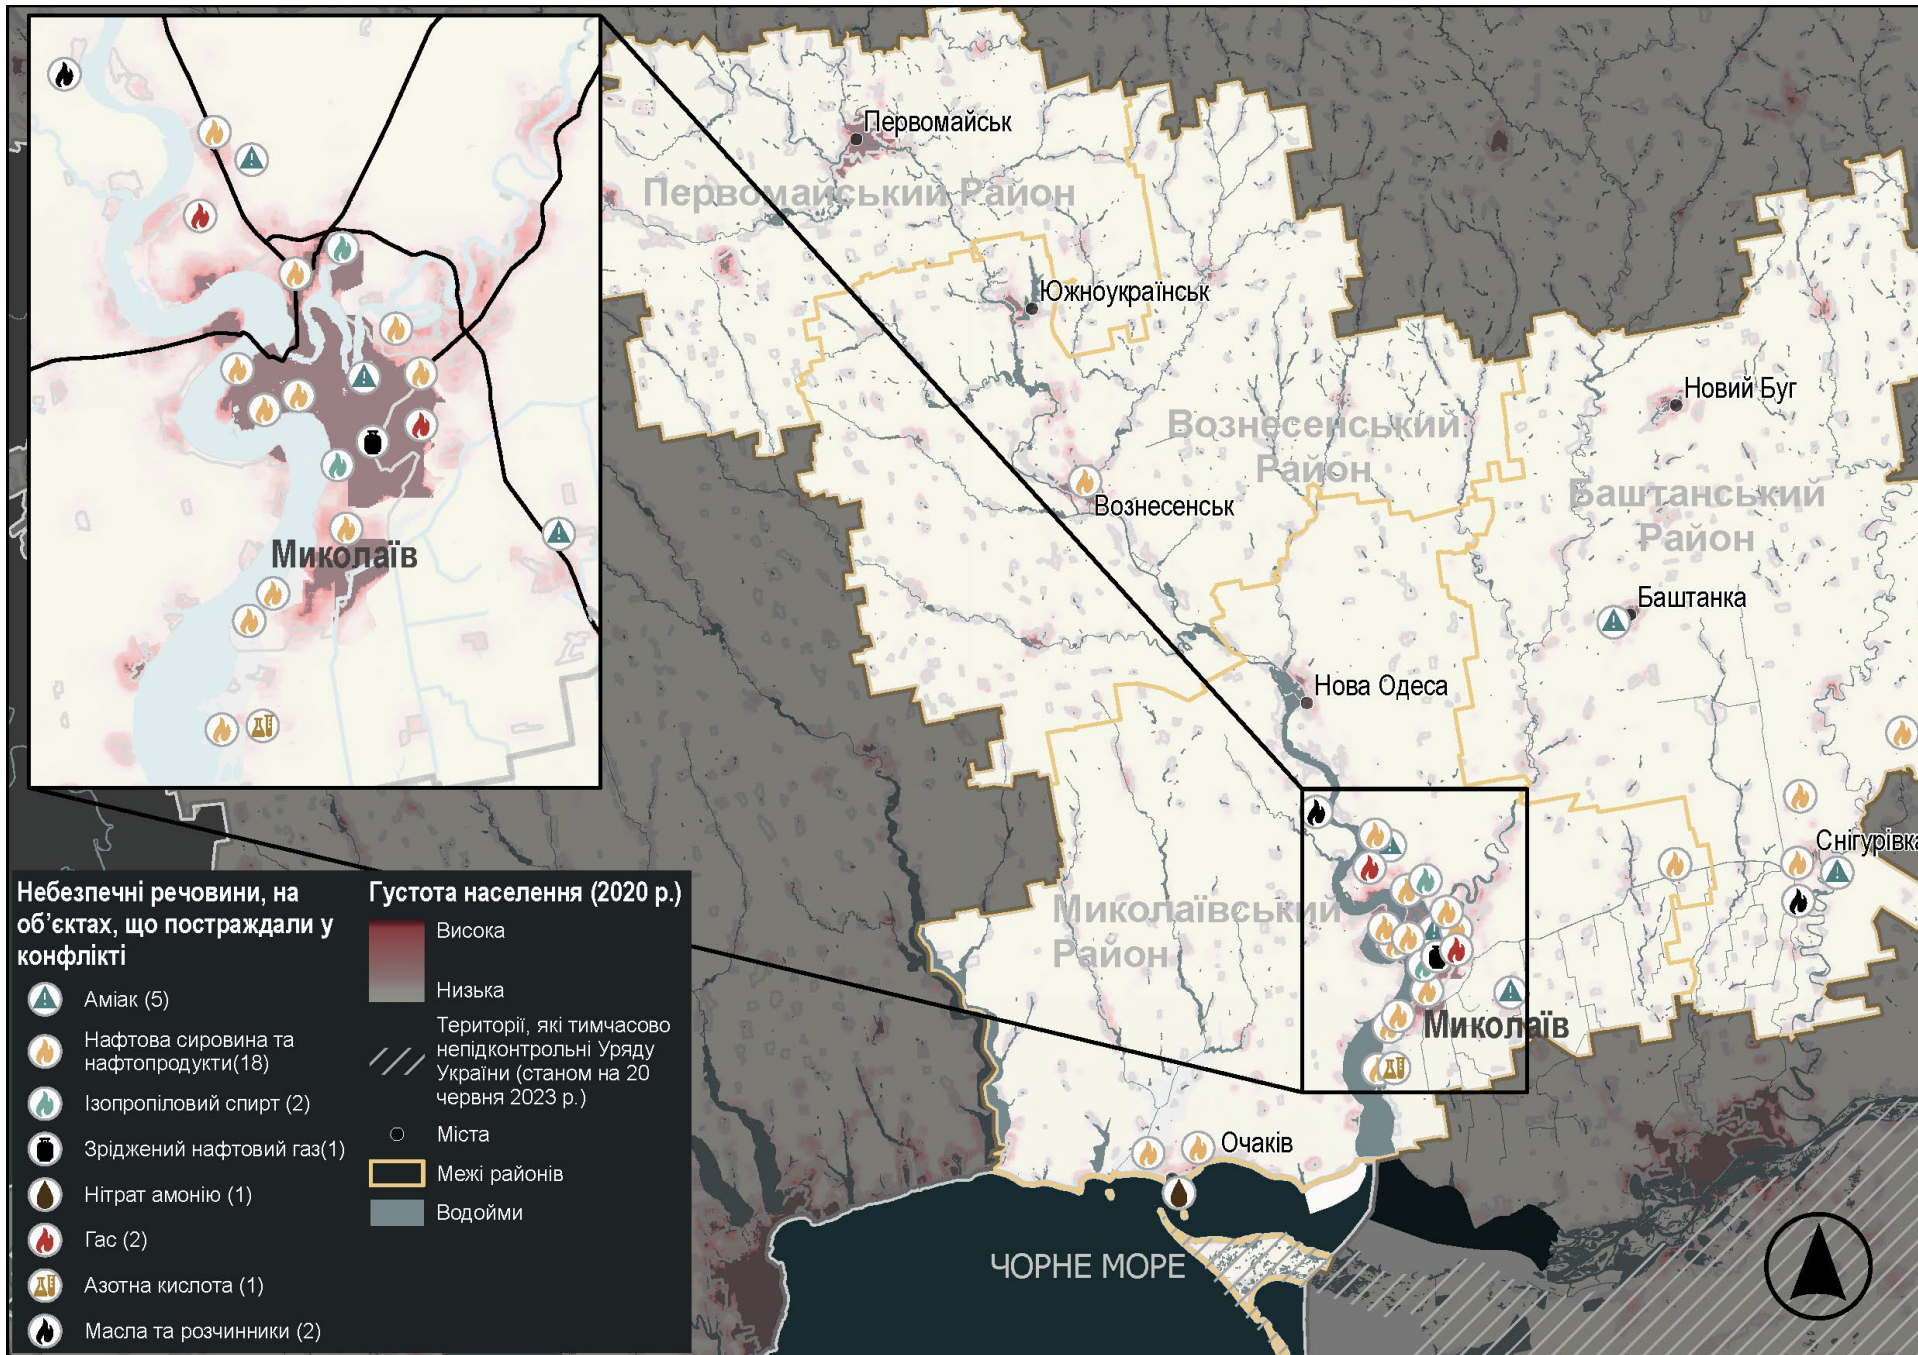 Миколаїв
Первомайськ
Первомайський Район
Южноукраїнськ
Новий Буг
Вознесенський
Район
Вознесенськ
Баштанський
Район
Баштанка
Нова Одеса
Снігурівка
Миколаївський
Район
Миколаїв
Очаків
ЧОРНЕ МОРЕ
Небезпечні речовини, на
об’єктах, що постраждали у
конфлікті
Аміак (5)
Нафтова сировина та
нафтопродукти(18)
Ізопропіловий спирт (2)
Зріджений нафтовий газ(1)
Нітрат амонію (1)
Гас (2)
Азотна кислота (1)
Масла та розчинники (2)
Густота населення (2020 р.)
Висока
Низька
Території, які тимчасово
непідконтрольні Уряду
України (станом на 20
червня 2023 р.)
Міста
Межі районів
Водойми